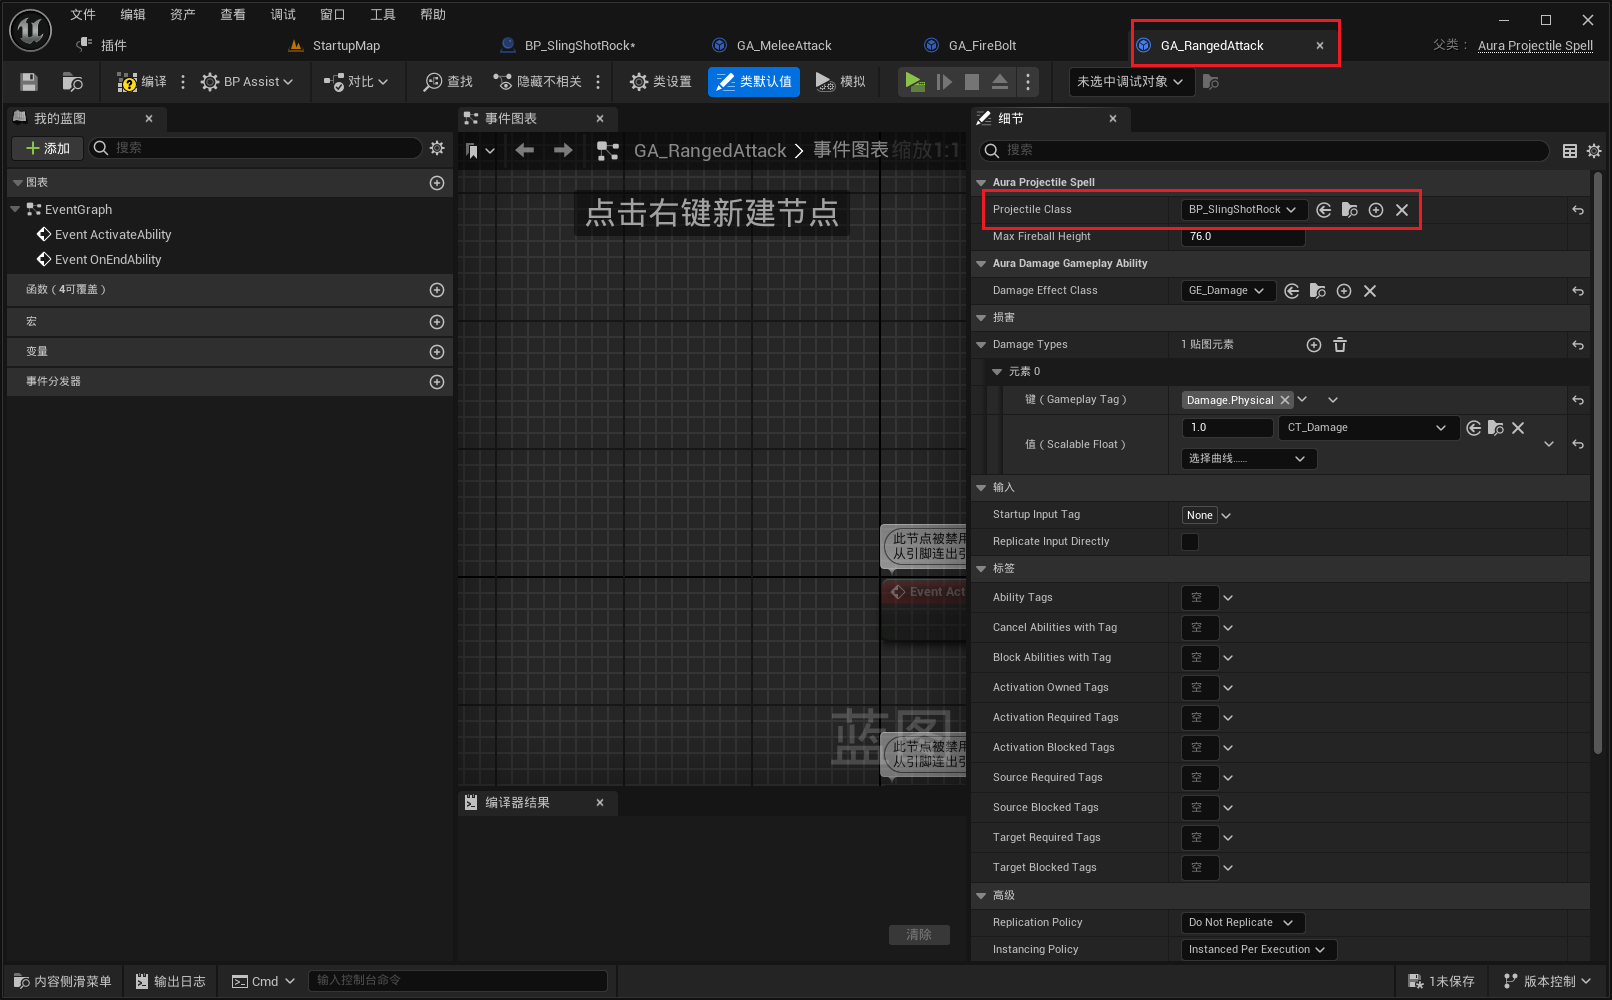 文件 编辑 资产 查看 调试 窗口 工具 帮助
插件 StartupMap BP_SlingShotRock* GA_MeleeAttack GA_FireBolt GA_RangedAttack 父类： Aura Projectile Spell
编译 BP Assist 对比 查找 隐藏不相关 类设置 类默认值 模拟 未选中调试对象
我的蓝图
添加 搜索
图表
EventGraph
Event ActivateAbility
Event OnEndAbility
函数（4可覆盖）
宏
变量
事件分发器
事件图表
GA_RangedAttack 事件图表 缩放1:1
点击右键新建节点
此节点被禁用
从引脚连出引
Event Act
蓝图
此节点被禁用
从引脚连出引
编译器结果
清除
细节
搜索
Aura Projectile Spell
Projectile Class BP_SlingShotRock
Max Fireball Height 76.0
Aura Damage Gameplay Ability
Damage Effect Class GE_Damage
损害
Damage Types 1 贴图元素
元素 0
键（Gameplay Tag） Damage.Physical
值（Scalable Float） 1.0 CT_Damage
选择曲线......
输入
Startup Input Tag None
Replicate Input Directly
标签
Ability Tags 空
Cancel Abilities with Tag 空
Block Abilities with Tag 空
Activation Owned Tags 空
Activation Required Tags 空
Activation Blocked Tags 空
Source Required Tags 空
Source Blocked Tags 空
Target Required Tags 空
Target Blocked Tags 空
高级
Replication Policy Do Not Replicate
Instancing Policy Instanced Per Execution
内容侧滑菜单 输出日志 Cmd 输入控制台命令 1未保存 版本控制